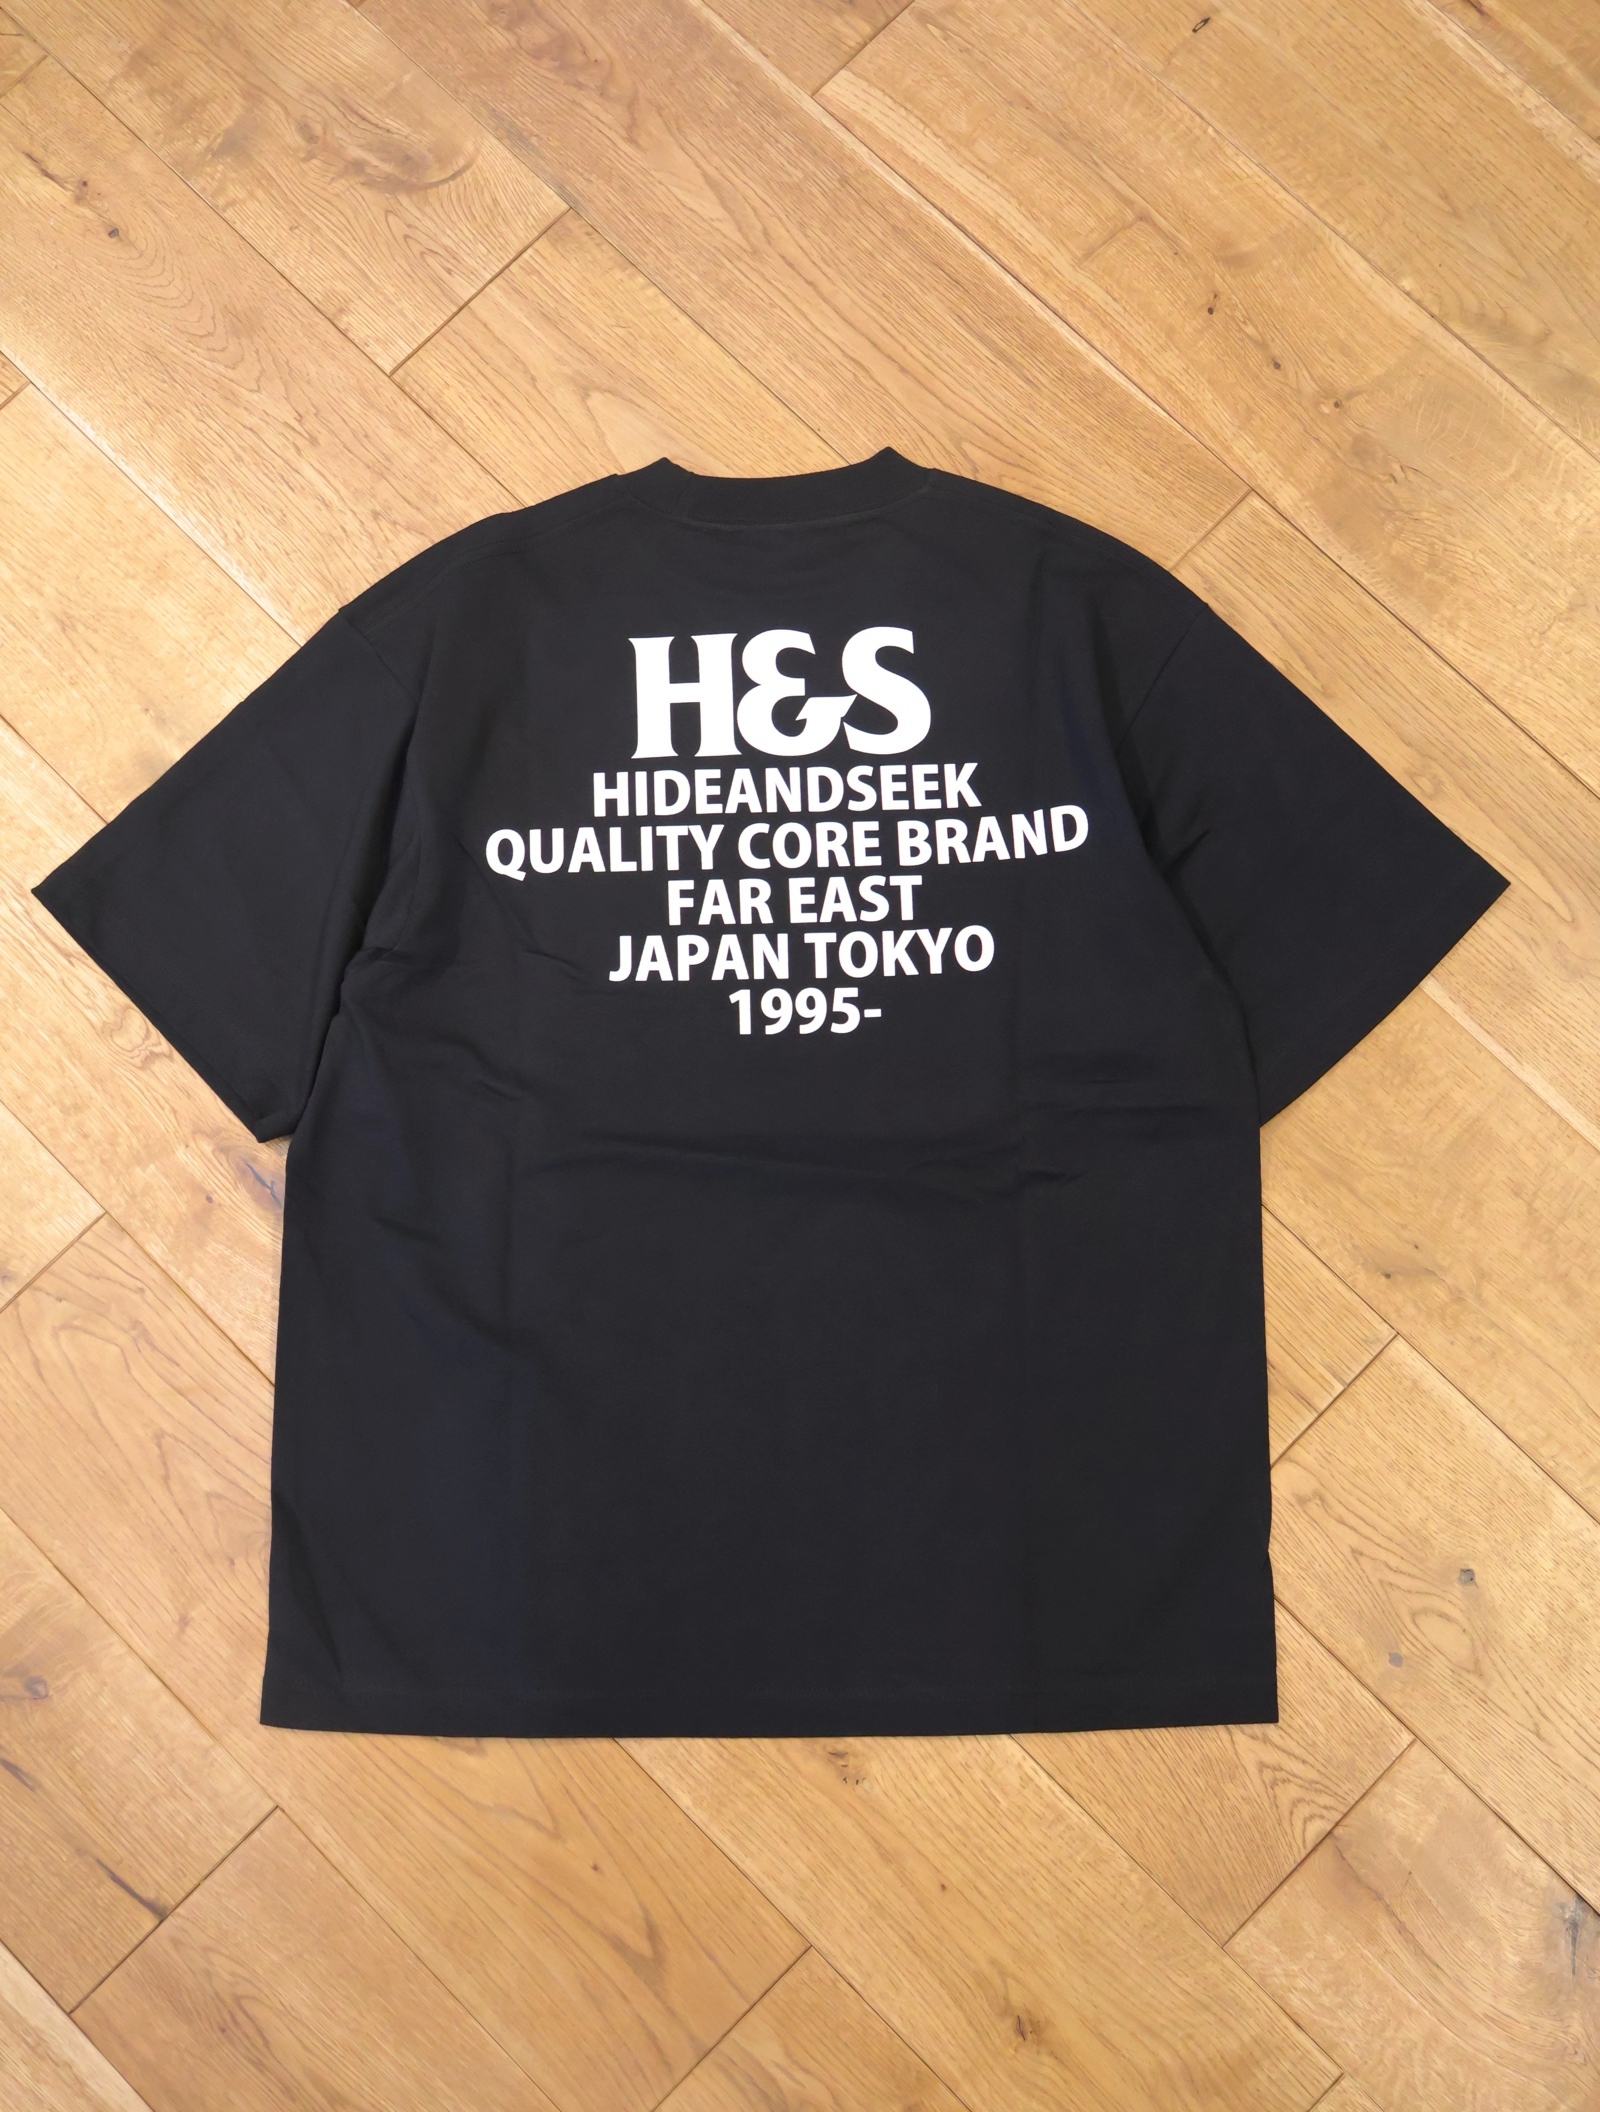 H&S
HIDEANDSEEK
QUALITY CORE BRAND
FAR EAST
JAPAN TOKYO
1995-